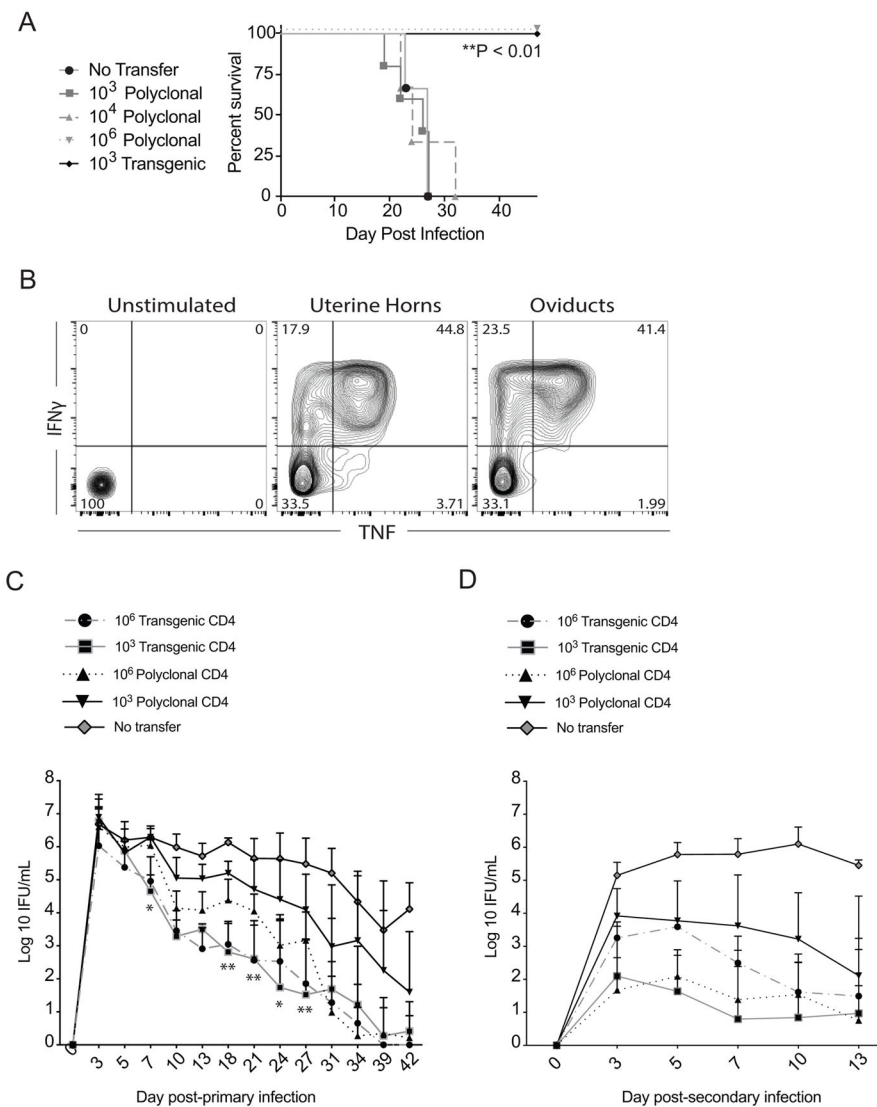 A
No Transfer
10³ Polyclonal
10⁴ Polyclonal
10⁶ Polyclonal
10³ Transgenic
Percent survival
100
75
50
25
0
**P < 0.01
0 20 30 40
Day Post Infection
B
Unstimulated Uterine Horns Oviducts
0 0 17.9 44.8 23.5 41.4
IFNγ
100 0 33.5 3.71 33.1 1.99
TNF
C
10⁶ Transgenic CD4
10³ Transgenic CD4
10⁶ Polyclonal CD4
10³ Polyclonal CD4
No transfer
Log 10 IFU/mL
8
7
6
5
4
3
2
1
0
* ** ** * **
0 3 5 7 10 13 18 21 24 27 31 34 39 42
Day post-primary infection
D
10⁶ Transgenic CD4
10³ Transgenic CD4
10⁶ Polyclonal CD4
10³ Polyclonal CD4
No transfer
Log 10 IFU/mL
8
7
6
5
4
3
2
1
0
0 3 5 7 10 13
Day post-secondary infection